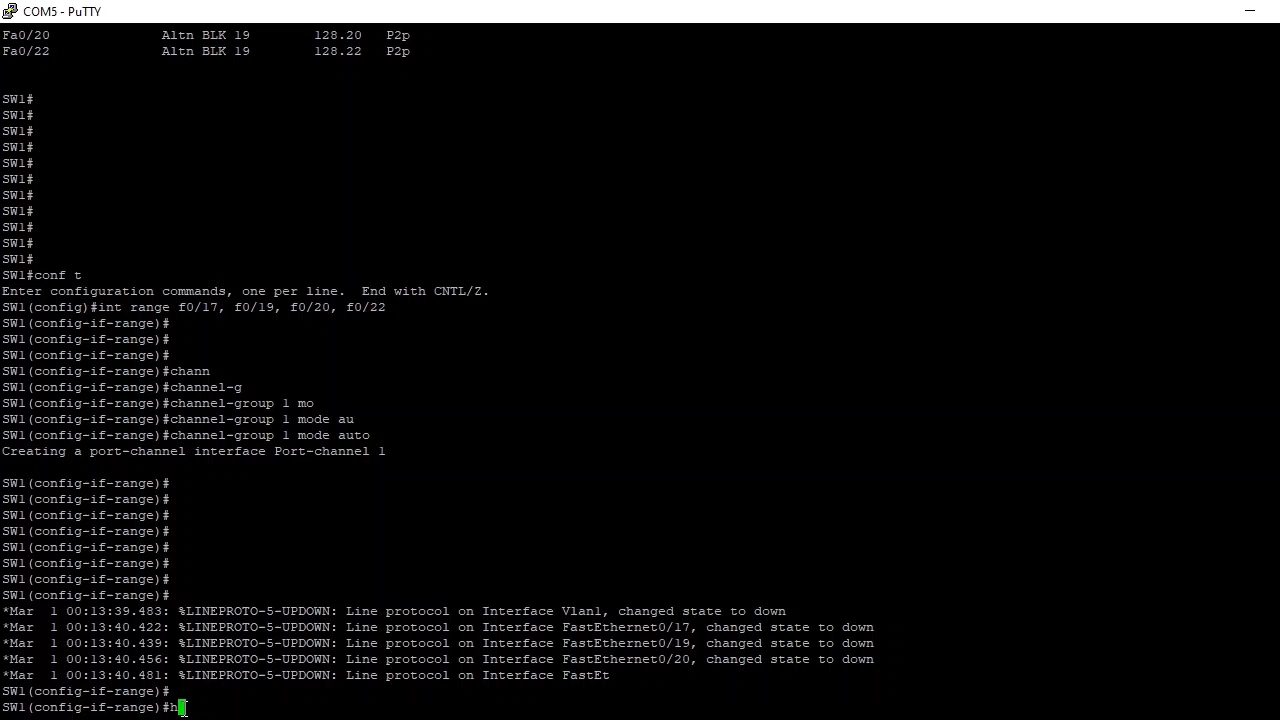 COM5 - PuTTY
Fa0/20              Altn BLK 19        128.20   P2p
Fa0/22              Altn BLK 19        128.22   P2p
SW1#
SW1#
SW1#
SW1#
SW1#
SW1#
SW1#
SW1#
SW1#
SW1#
SW1#
SW1#conf t
Enter configuration commands, one per line.  End with CNTL/Z.
SW1(config)#int range f0/17, f0/19, f0/20, f0/22
SW1(config-if-range)#
SW1(config-if-range)#
SW1(config-if-range)#
SW1(config-if-range)#chann
SW1(config-if-range)#channel-g
SW1(config-if-range)#channel-group 1 mo
SW1(config-if-range)#channel-group 1 mode au
SW1(config-if-range)#channel-group 1 mode auto
Creating a port-channel interface Port-channel 1
SW1(config-if-range)#
SW1(config-if-range)#
SW1(config-if-range)#
SW1(config-if-range)#
SW1(config-if-range)#
SW1(config-if-range)#
SW1(config-if-range)#
SW1(config-if-range)#
*Mar  1 00:13:39.483: %LINEPROTO-5-UPDOWN: Line protocol on Interface Vlan1, changed state to down
*Mar  1 00:13:40.422: %LINEPROTO-5-UPDOWN: Line protocol on Interface FastEthernet0/17, changed state to down
*Mar  1 00:13:40.439: %LINEPROTO-5-UPDOWN: Line protocol on Interface FastEthernet0/19, changed state to down
*Mar  1 00:13:40.456: %LINEPROTO-5-UPDOWN: Line protocol on Interface FastEthernet0/20, changed state to down
*Mar  1 00:13:40.481: %LINEPROTO-5-UPDOWN: Line protocol on Interface FastEt
SW1(config-if-range)#
SW1(config-if-range)#h